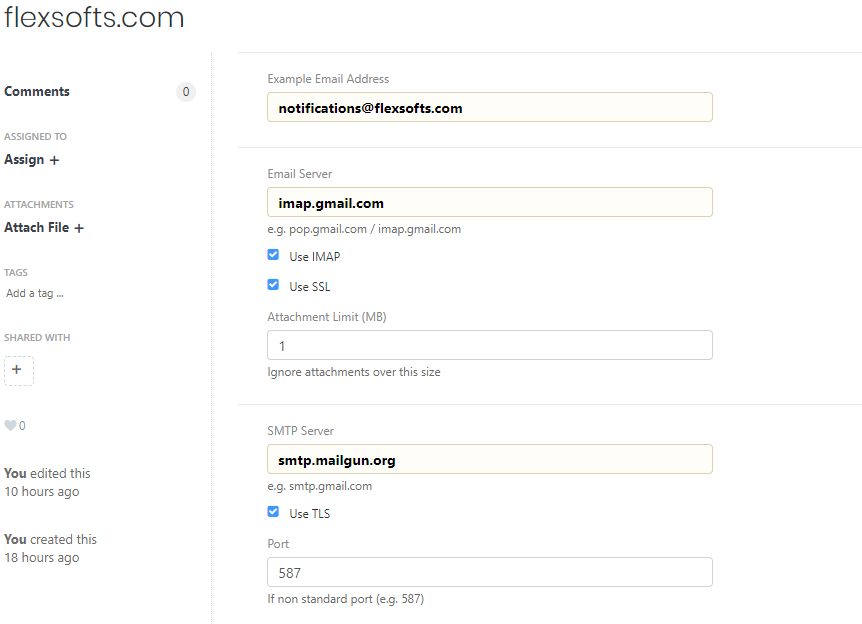 flexsofts.com
Comments 0
ASSIGNED TO
Assign +
ATTACHMENTS
Attach File +
TAGS
Add a tag ...
SHARED WITH
+
0
You edited this
10 hours ago
You created this
18 hours ago
Example Email Address
notifications@flexsofts.com
Email Server
imap.gmail.com
e.g. pop.gmail.com / imap.gmail.com
Use IMAP
Use SSL
Attachment Limit (MB)
1
Ignore attachments over this size
SMTP Server
smtp.mailgun.org
e.g. smtp.gmail.com
Use TLS
Port
587
If non standard port (e.g. 587)